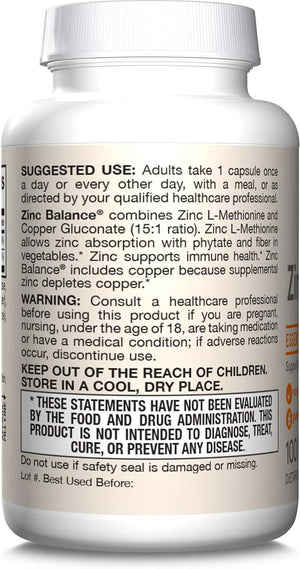 SUGGESTED USE: Adults take 1 capsule once
a day or every other day, with a meal, or as
directed by your qualified healthcare professional.
Zinc Balance® combines Zinc L-Methionine and
Copper Gluconate (15:1 ratio). Zinc L-Methionine
allows zinc absorption with phytate and fiber in
vegetables.* Zinc supports immune health.* Zinc
Balance® includes copper because supplemental
zinc depletes copper.*
WARNING: Consult a healthcare professional
before using this product if you are pregnant,
nursing, under the age of 18, are taking medication
or have a medical condition; if adverse reactions
occur, discontinue use.
KEEP OUT OF THE REACH OF CHILDREN.
STORE IN A COOL, DRY PLACE.
* THESE STATEMENTS HAVE NOT BEEN EVALUATED
BY THE FOOD AND DRUG ADMINISTRATION. THIS
PRODUCT IS NOT INTENDED TO DIAGNOSE, TREAT,
CURE, OR PREVENT ANY DISEASE.
Do not use if safety seal is damaged or missing.
Lot #. Best Used Before:
Zi
ESSEN
Suppo
100
DIETAR